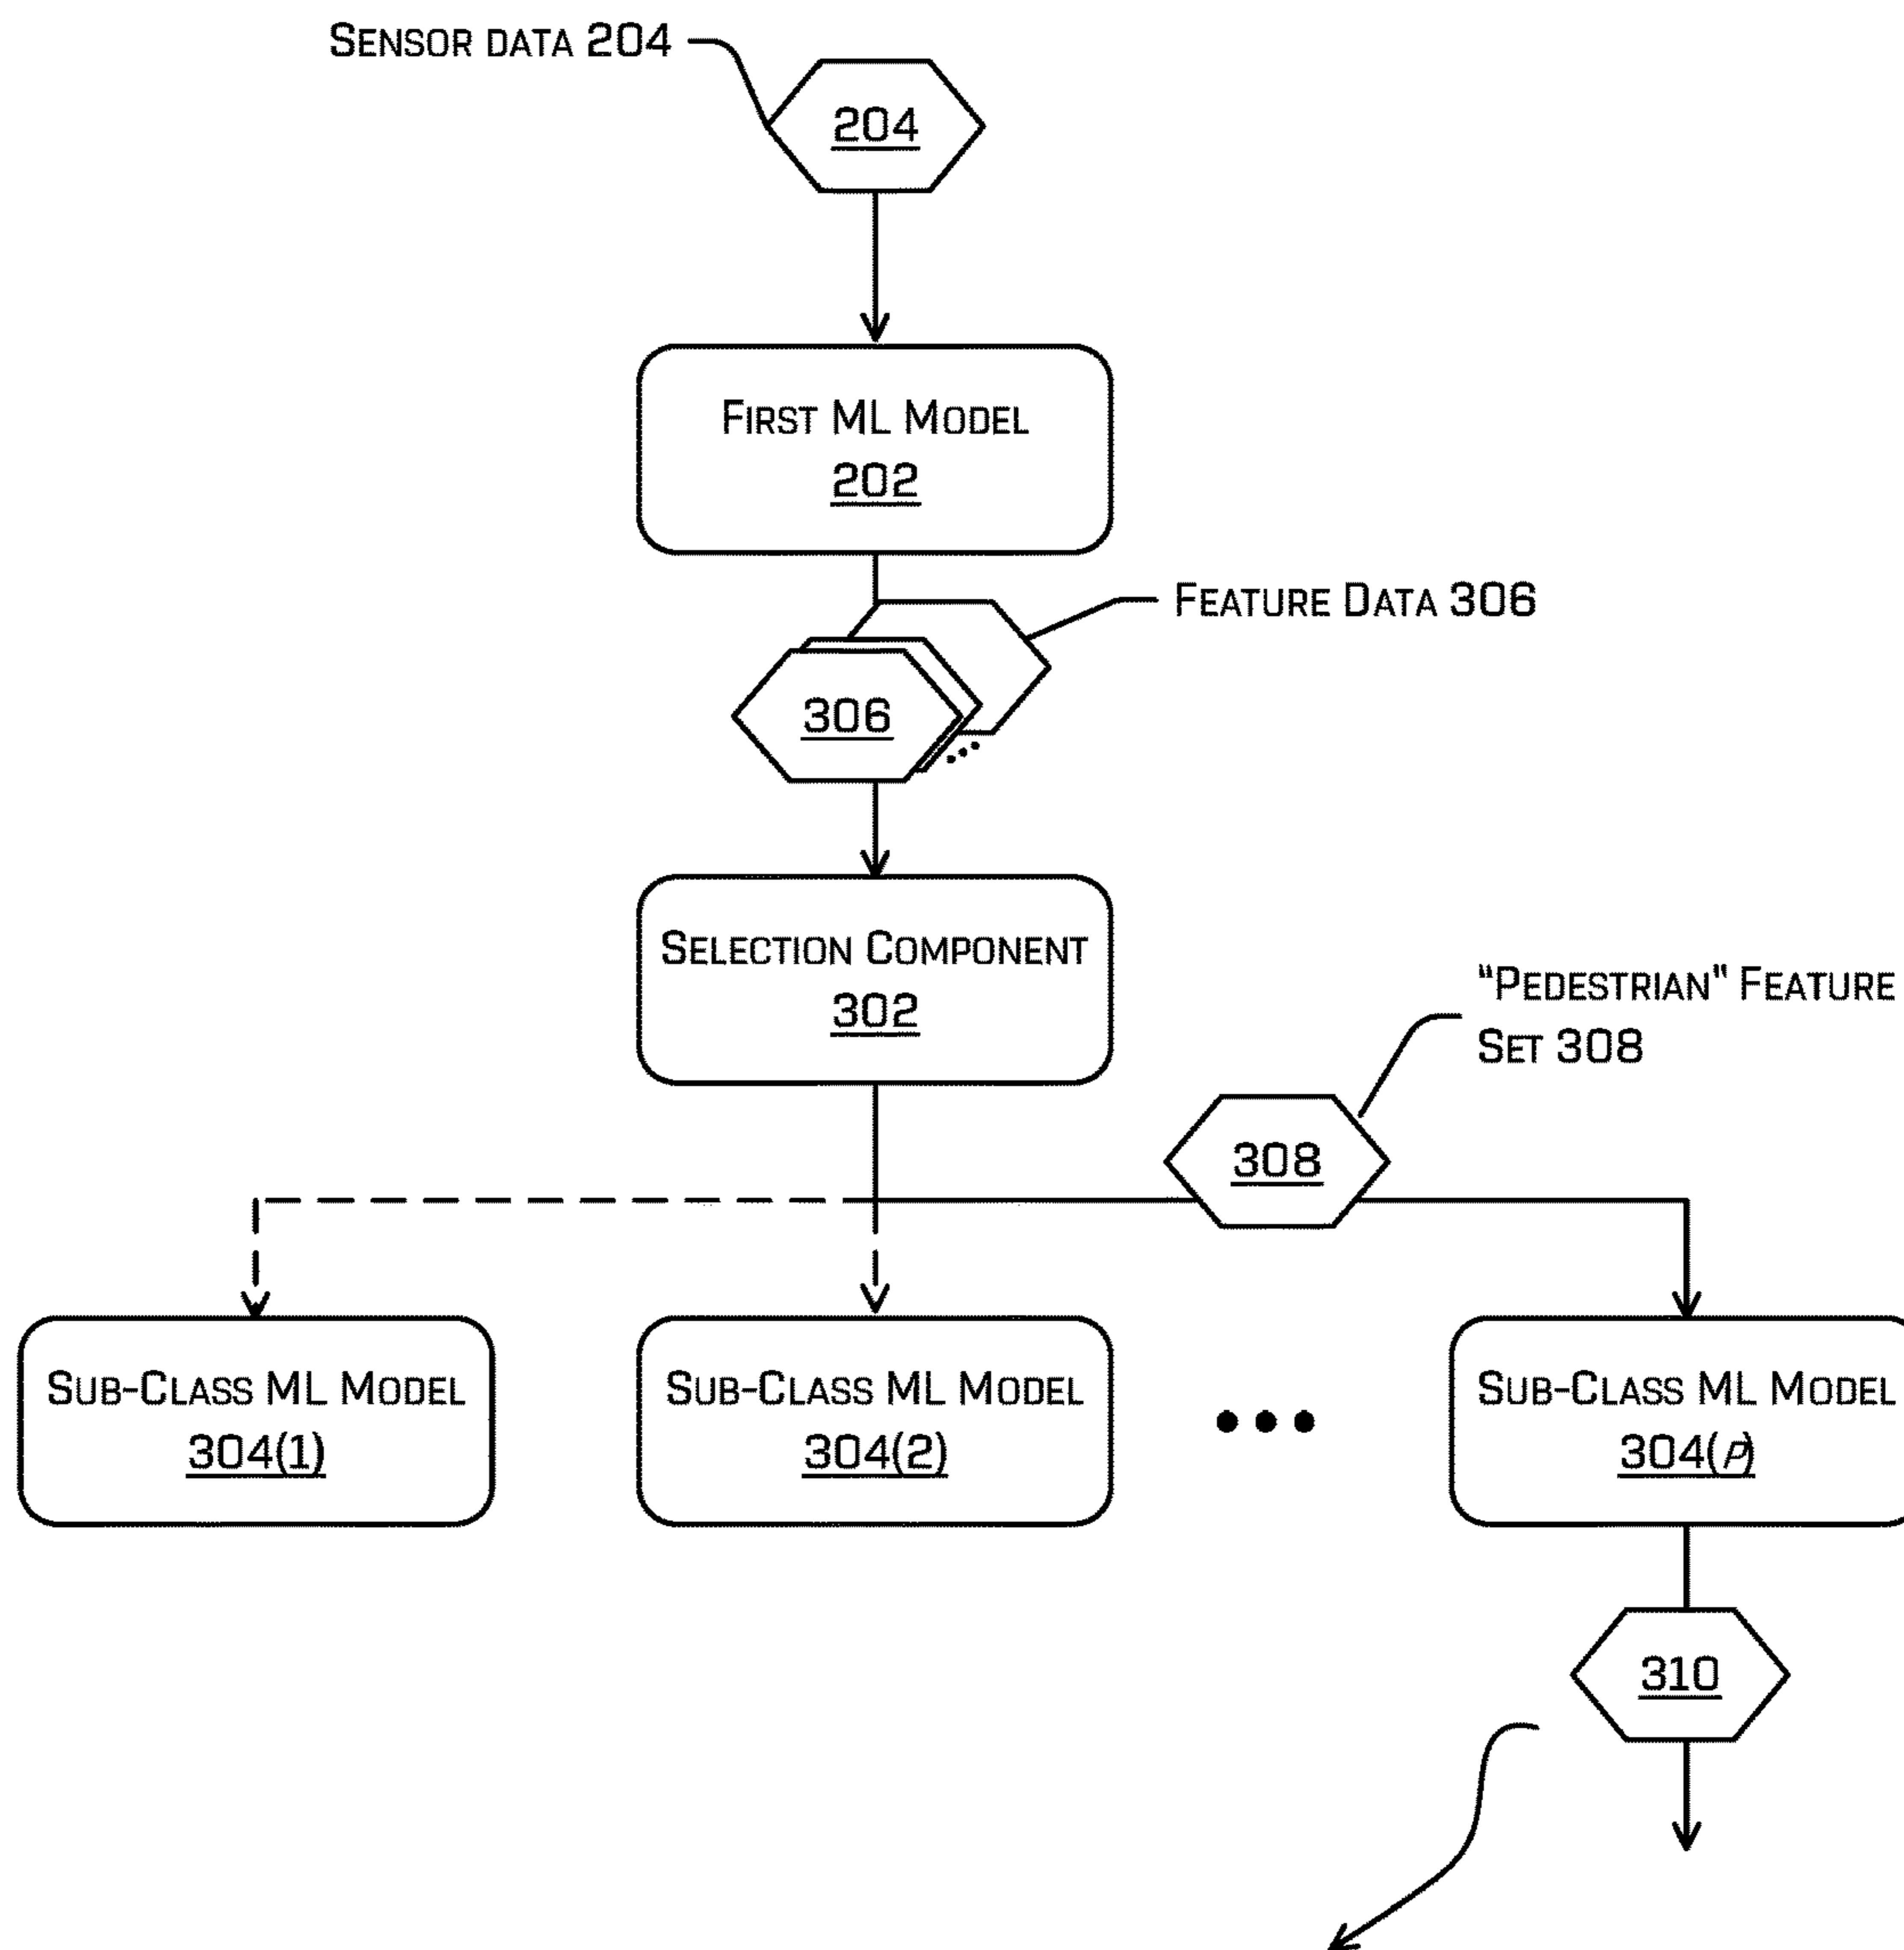 Sensor data 204
204
First ML Model
202
Feature Data 306
306
Selection Component
302
“Pedestrian" Feature
Set 308
308
Sub-Class ML Model
304(1)
Sub-Class ML Model
304(2)
Sub-Class ML Model
304(P)
310